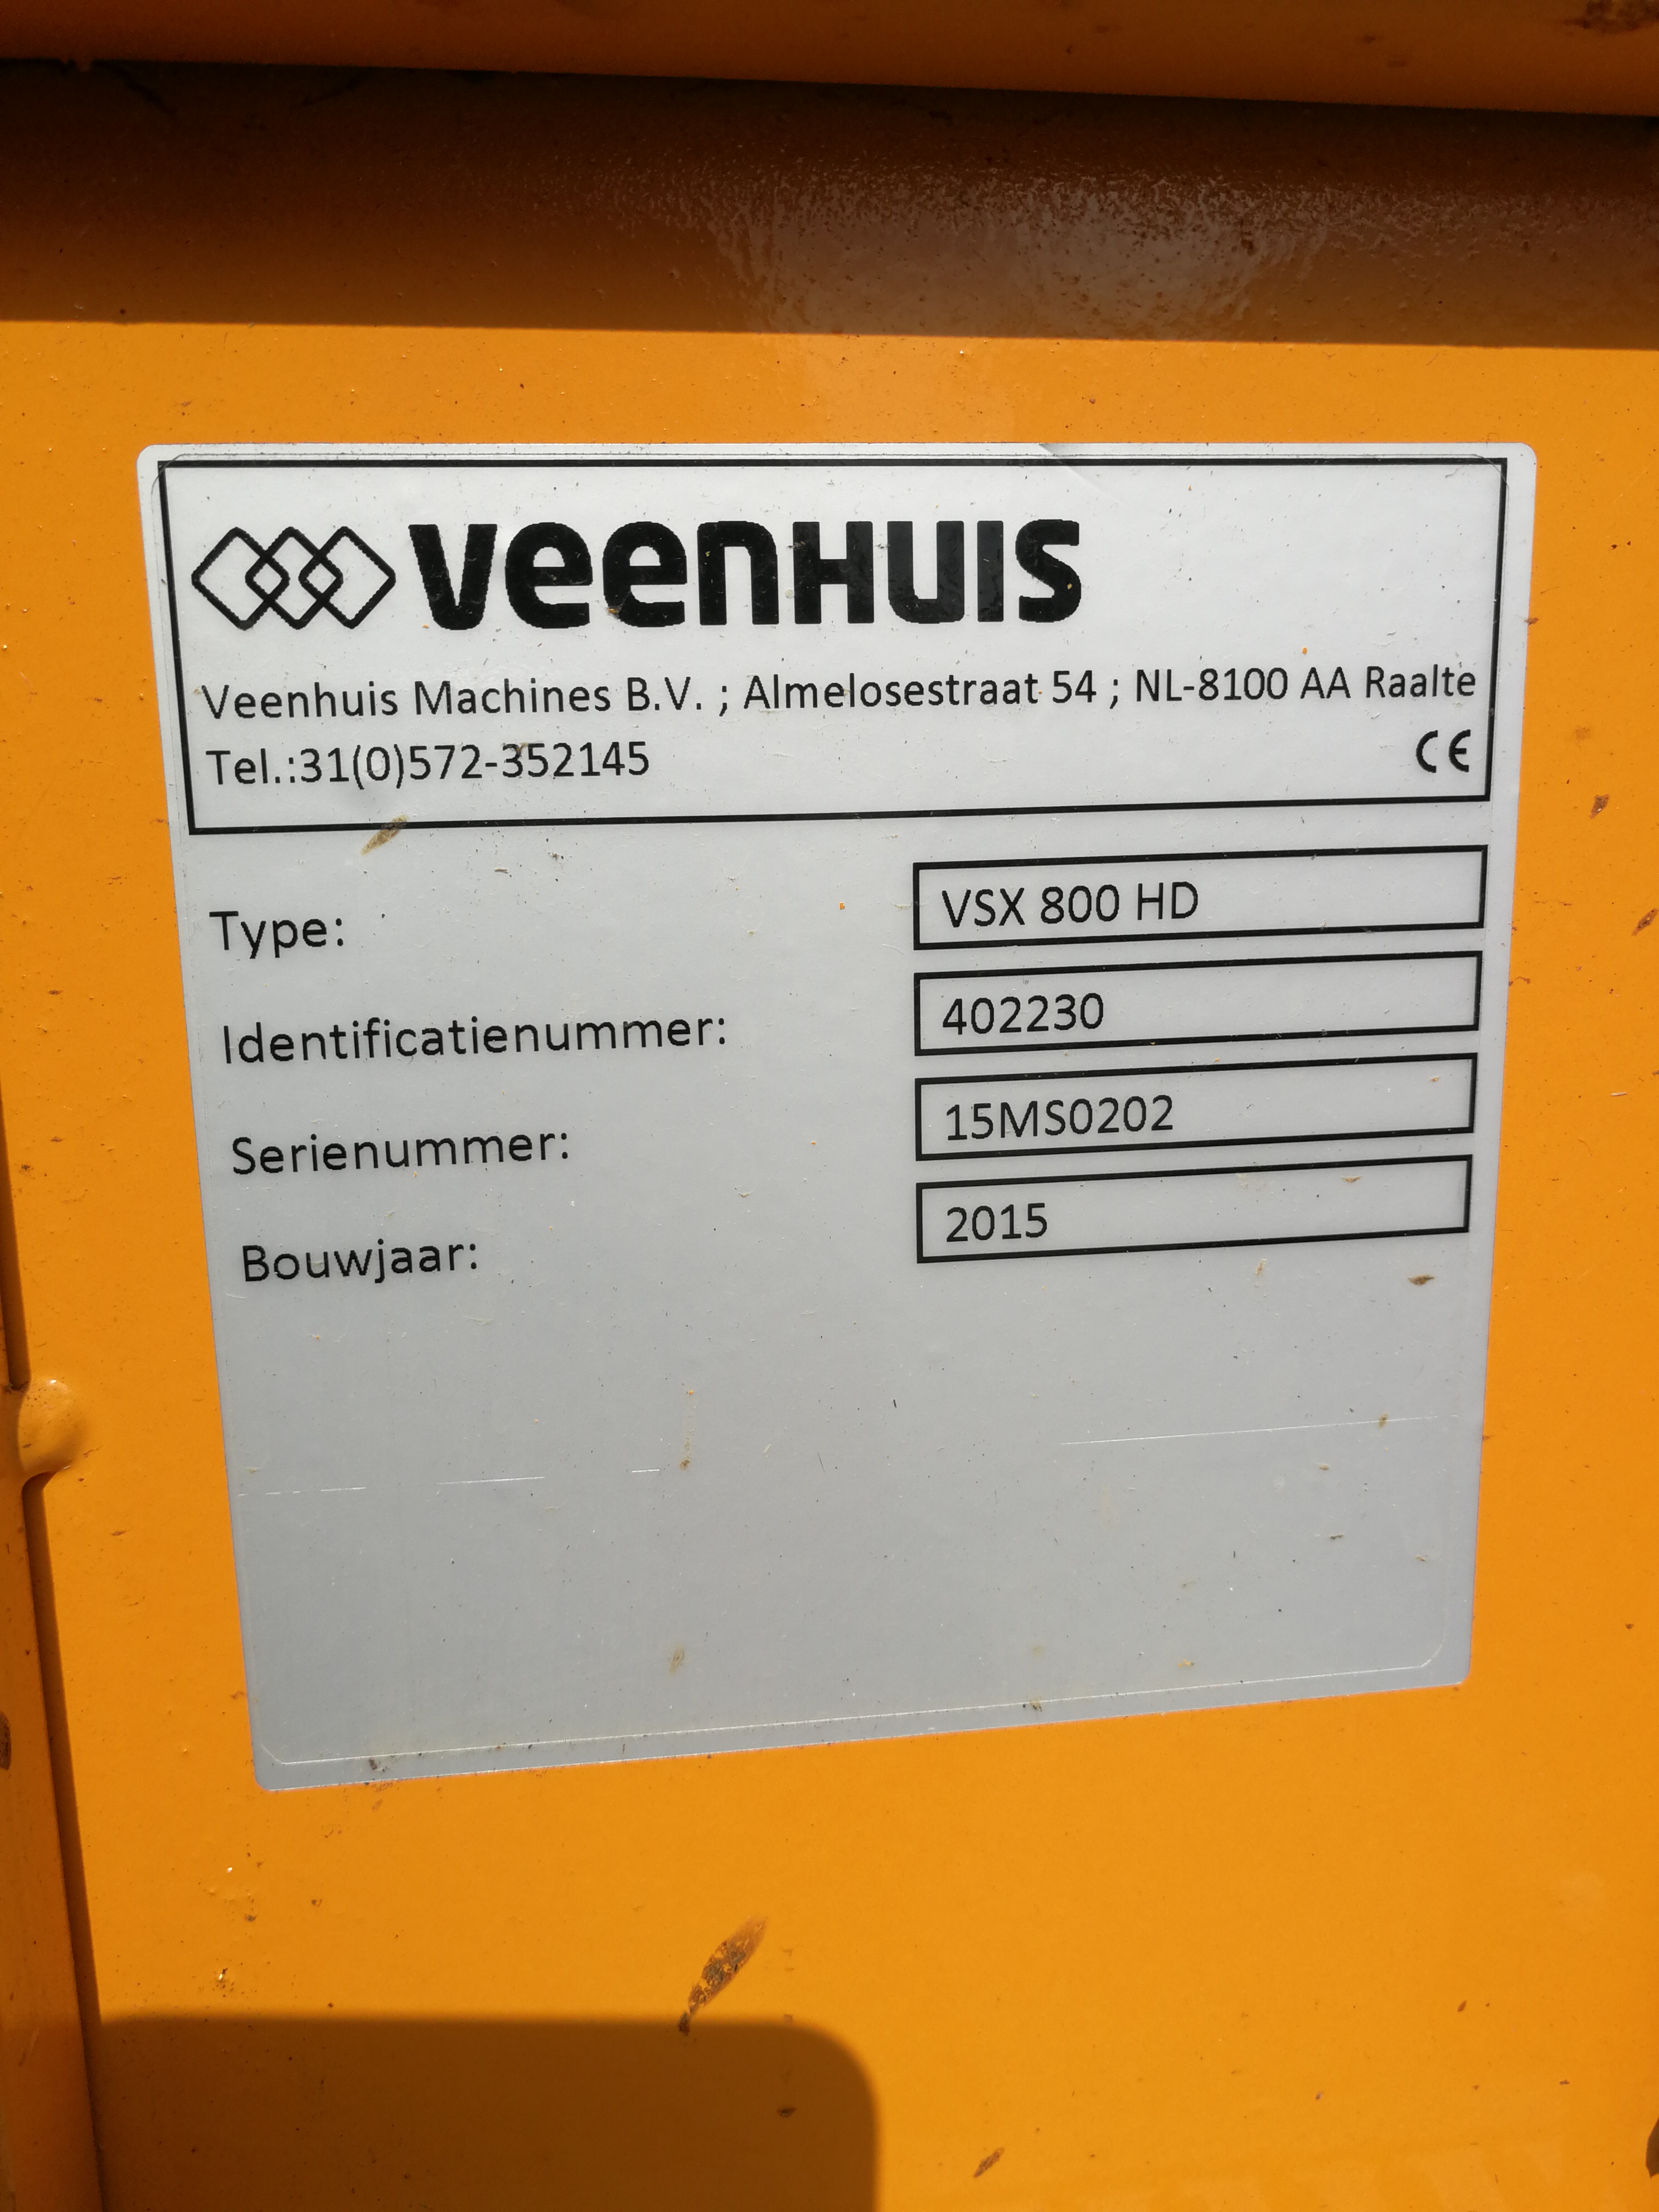 VEENHUIS
Veenhuis Machines B.V. ; Almelosestraat 54 ; NL-8100 AA Raalte
Tel.:31(0)572-352145 CE
Type: VSX 800 HD
Identificatienummer: 402230
Serienummer: 15MS0202
Bouwjaar: 2015